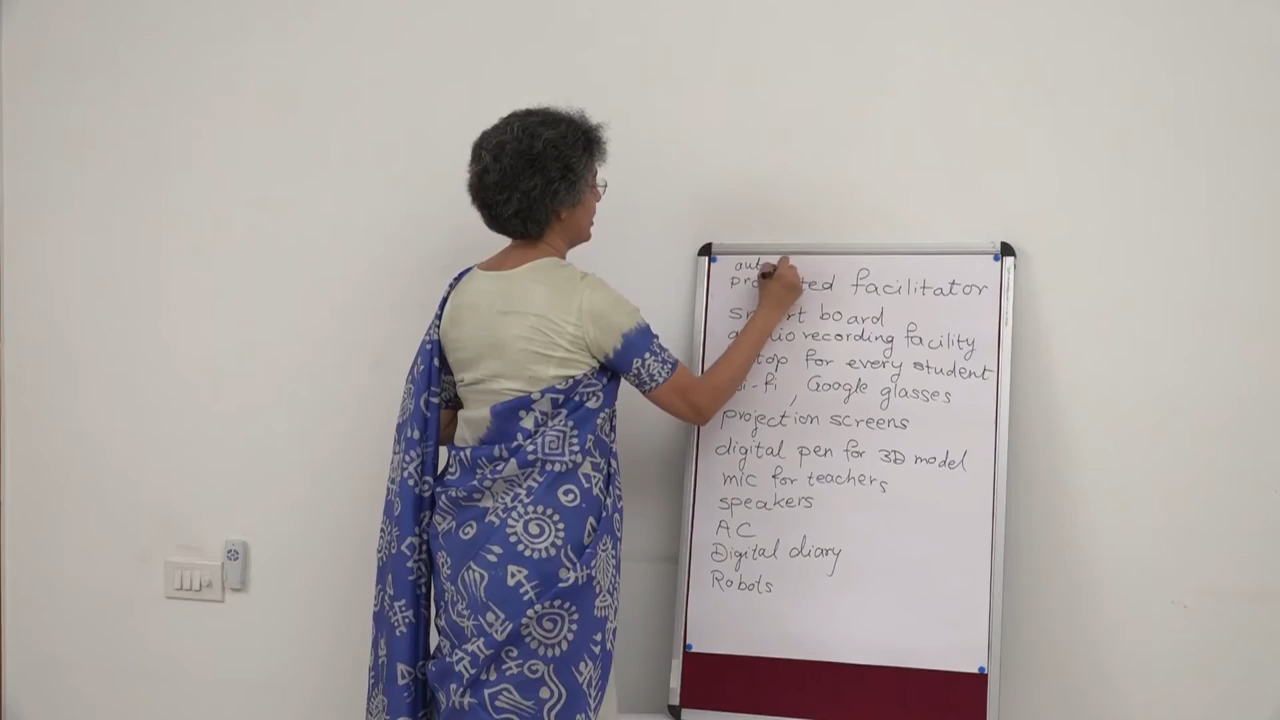 facilitator
board
recording facility
for every student
Google glasses
projection screens
digital pen for 3D model
mic for teachers
speakers
AC
Digital diary
Robots